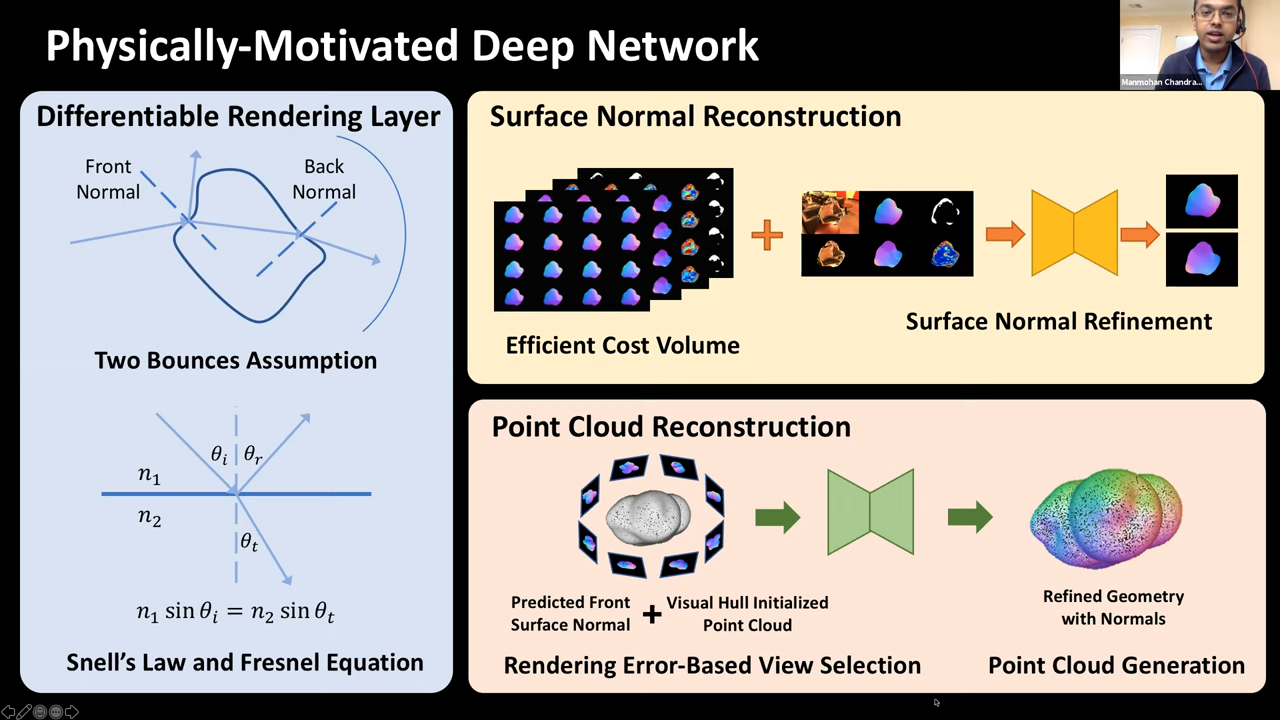 Physically-Motivated Deep Network
Manmohan Chandra...
Differentiable Rendering Layer
Front
Normal
Back
Normal
Two Bounces Assumption
θi θr
n1
n2
θt
n1 sin θi = n2 sin θt
Snell's Law and Fresnel Equation
Surface Normal Reconstruction
Efficient Cost Volume
Surface Normal Refinement
Point Cloud Reconstruction
Predicted Front
Surface Normal
+
Visual Hull Initialized
Point Cloud
Refined Geometry
with Normals
Rendering Error-Based View Selection
Point Cloud Generation